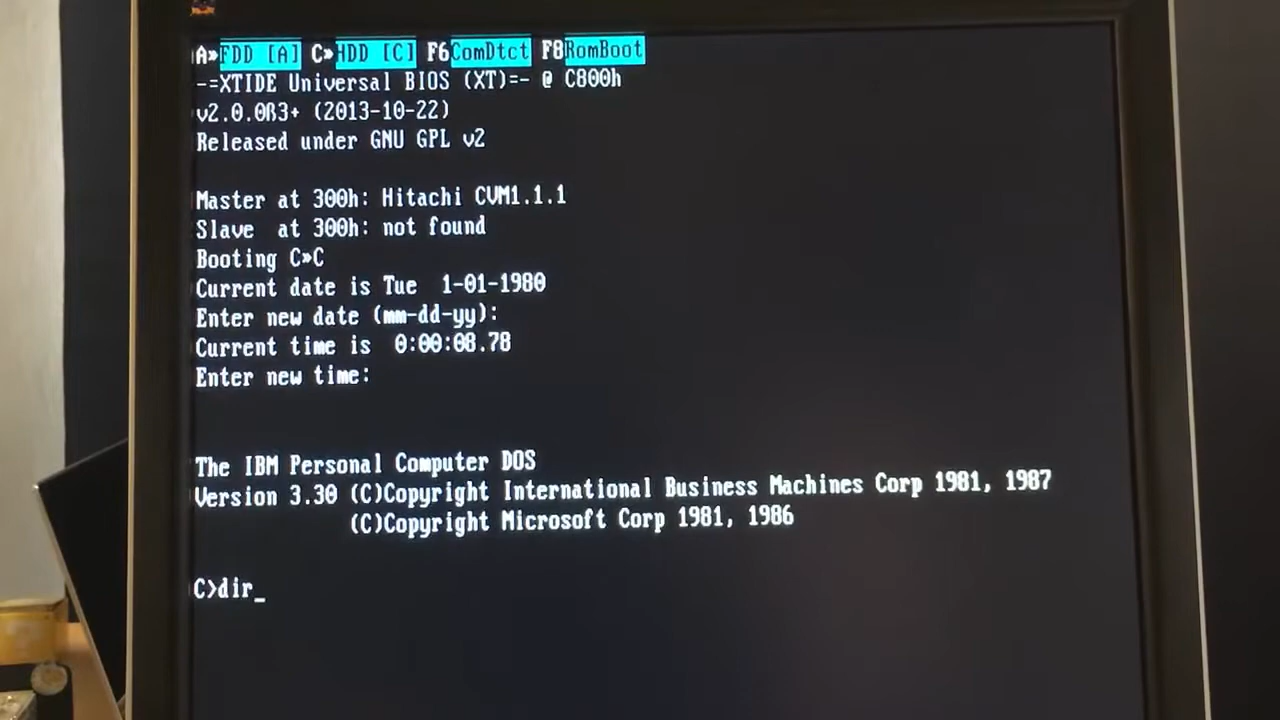 A»FDD [A] C»HDD [C] F6ComDtct F8RomBoot
-=XTIDE Universal BIOS (XT)=- @ C800h
v2.0.0ß3+ (2013-10-22)
Released under GNU GPL v2
Master at 300h: Hitachi CVM1.1.1
Slave  at 300h: not found
Booting C»C
Current date is Tue  1-01-1980
Enter new date (mm-dd-yy):
Current time is  0:00:08.78
Enter new time:
The IBM Personal Computer DOS
Version 3.30 (C)Copyright International Business Machines Corp 1981, 1987
(C)Copyright Microsoft Corp 1981, 1986
C>dir_